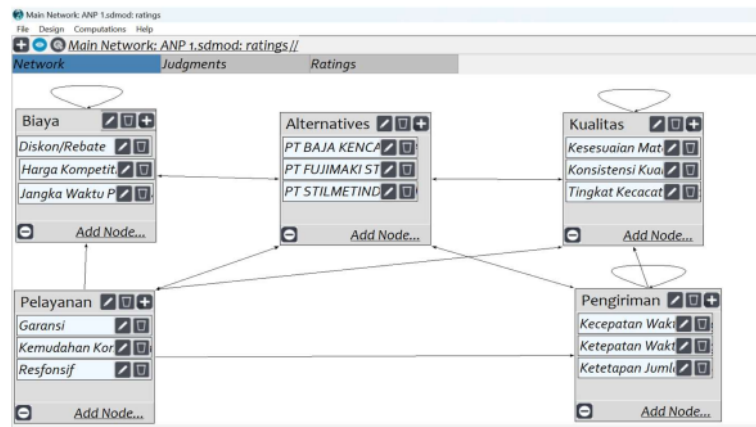 Main Network: ANP 1.sdmod: ratings
File Design Computations Help
Main Network: ANP 1.sdmod: ratings//
Network Judgments Ratings
Biaya
Diskon/Rebate
Harga Kompetit
Jangka Waktu P
Add Node...
Alternatives
PT BAJA KENCA
PT FUJIMAKI ST
PT STILMETIND
Add Node...
Kualitas
Kesesuaian Mat
Konsistensi Kua
Tingkat Kecacat
Add Node...
Pelayanan
Garansi
Kemudahan Kor
Resfonsif
Add Node...
Pengiriman
Kecepatan Wak
Ketepatan Wakt
Ketetapan Juml
Add Node...